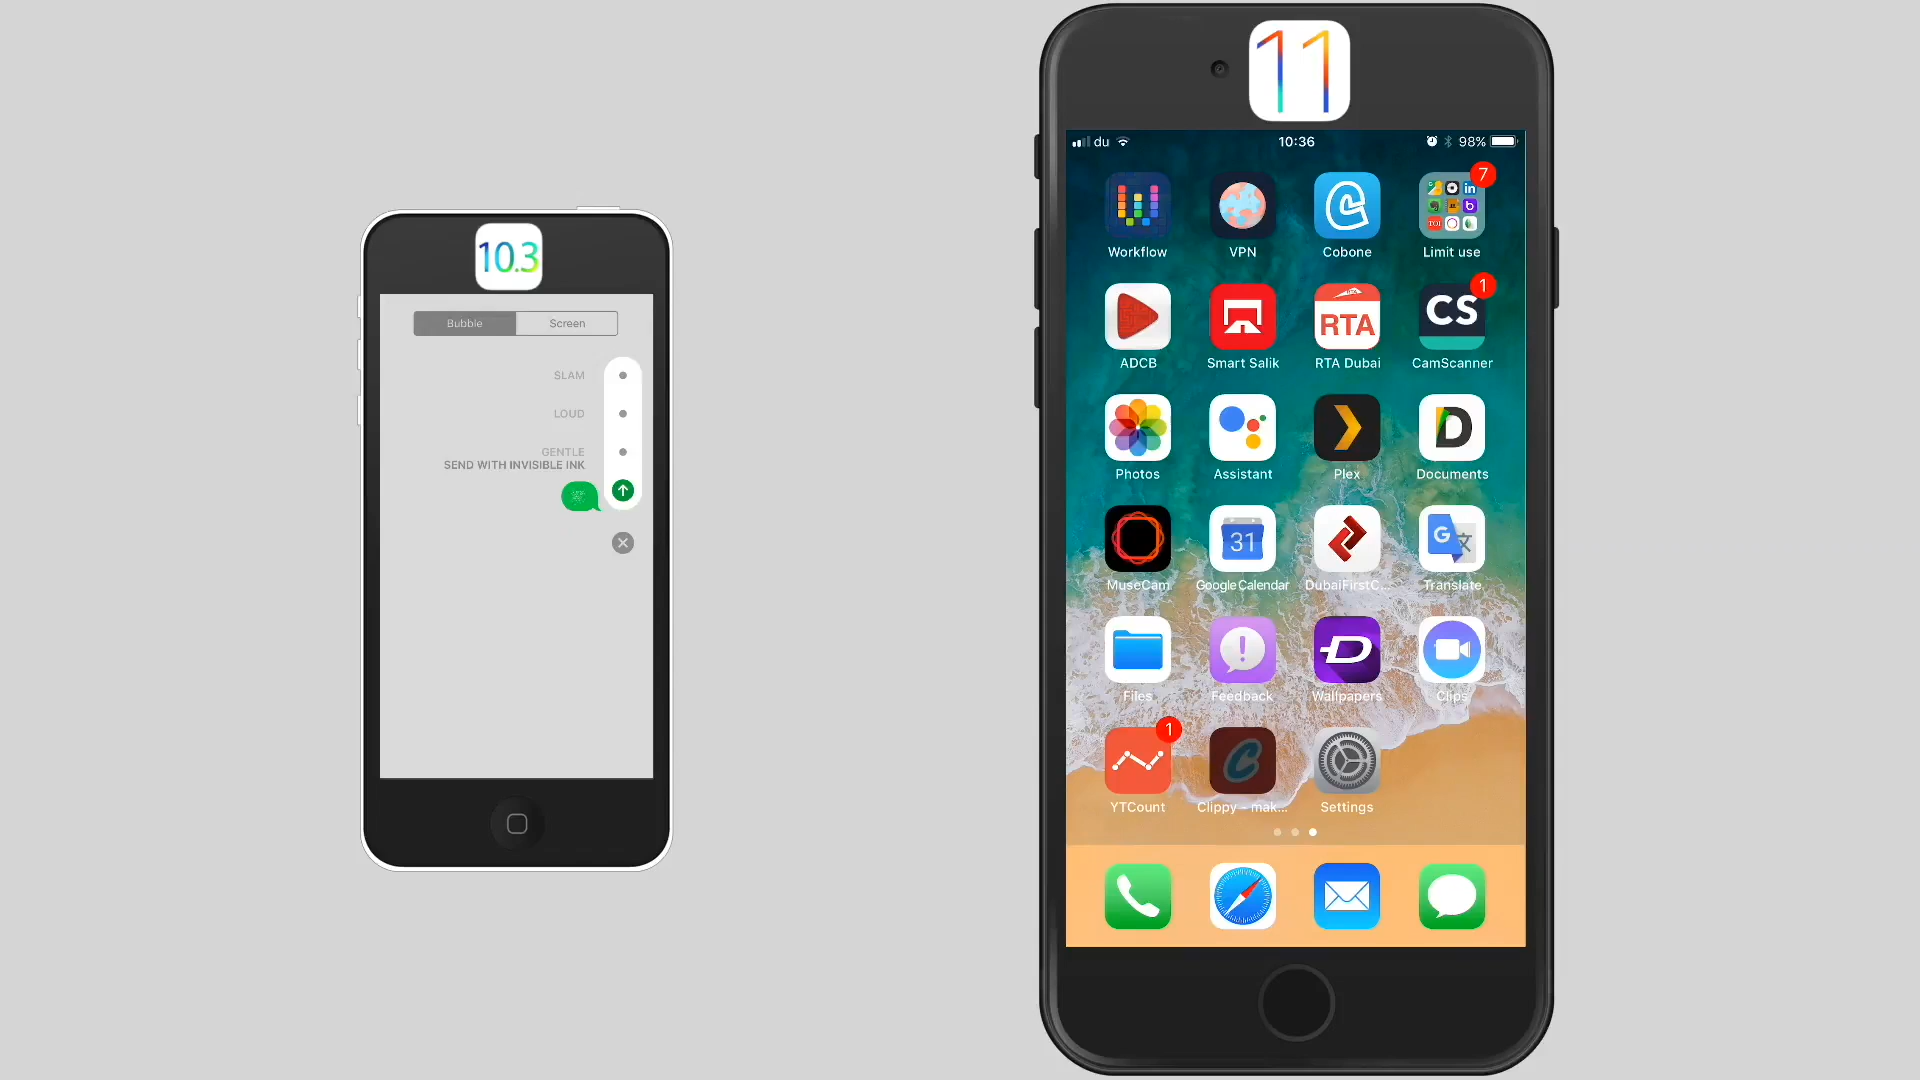 10.3
Bubble Screen
SLAM
LOUD
GENTLE
SEND WITH INVISIBLE INK
11
du 10:36 98%
7
Workflow VPN Cobone Limit use
in
TOI
RTA
CS
1
ADCB Smart Salik RTA Dubai CamScanner
D
Photos Assistant Plex Documents
31
G
MuseCam Google Calendar DubaiFirstC... Translate
Files Feedback Wallpapers Clips
1
YTCount Clippy - mak... Settings